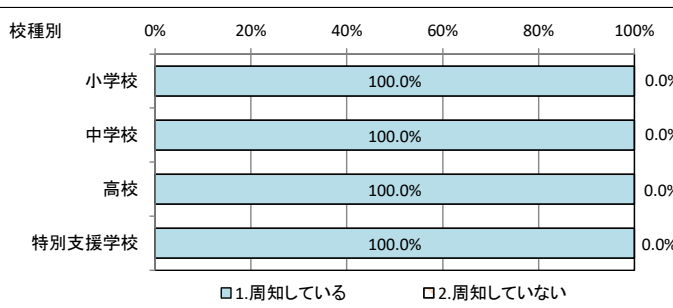 校種別 0% 20% 40% 60% 80% 100%
小学校 100.0% 0.0%
中学校 100.0% 0.0%
高校 100.0% 0.0%
特別支援学校 100.0% 0.0%
1.周知している 2.周知していない